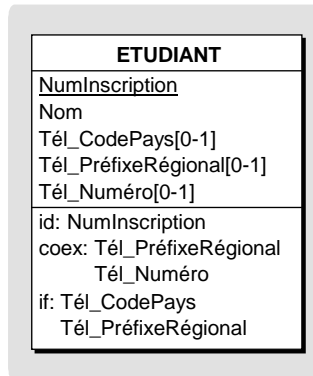 ETUDIANT
NumInscription
Nom
Tél_CodePays[0-1]
Tél_PréfixeRégional[0-1]
Tél_Numéro[0-1]
id: NumInscription
coex: Tél_PréfixeRégional
Tél_Numéro
if: Tél_CodePays
Tél_PréfixeRégional